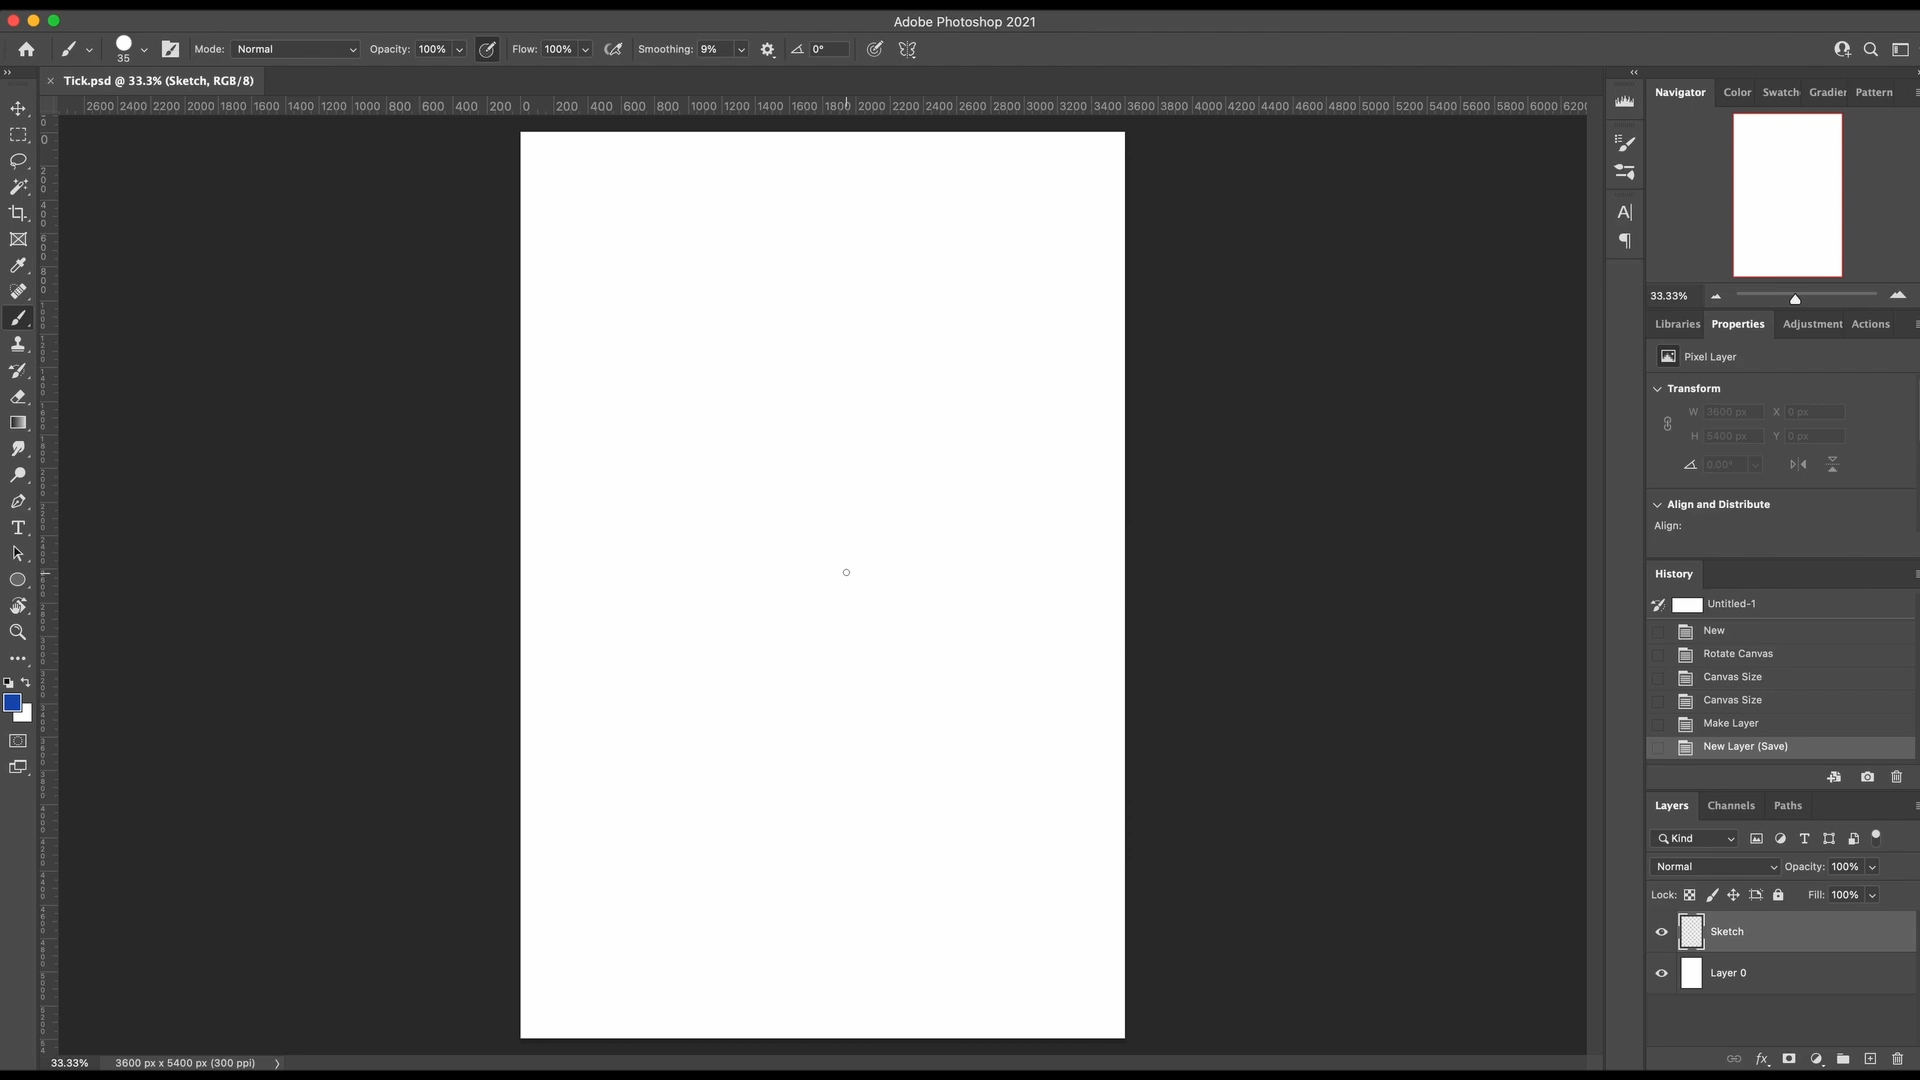 Adobe Photoshop 2021
35 Mode: Normal Opacity: 100% Flow: 100% Smoothing: 9% 0°
Tick.psd @ 33.3% (Sketch, RGB/8)
2600 2400 2200 2000 1800 1600 1400 1200 1000 800 600 400 200 0 200 400 600 800 1000 1200 1400 1600 1800 2000 2200 2400 2600 2800 3000 3200 3400 3600 3800 4000 4200 4400 4600 4800 5000 5200 5400 5600 5800 6000 6200
Navigator Color Swatch Gradier Pattern
33.33%
Libraries Properties Adjustment Actions
Pixel Layer
Transform
W 3600 px X 0 px
H 5400 px Y 0 px
0.00°
Align and Distribute
Align:
History
Untitled-1
New
Rotate Canvas
Canvas Size
Canvas Size
Make Layer
New Layer (Save)
Layers Channels Paths
Kind
Normal Opacity: 100%
Lock: Fill: 100%
Sketch
Layer 0
33.33% 3600 px x 5400 px (300 ppi)